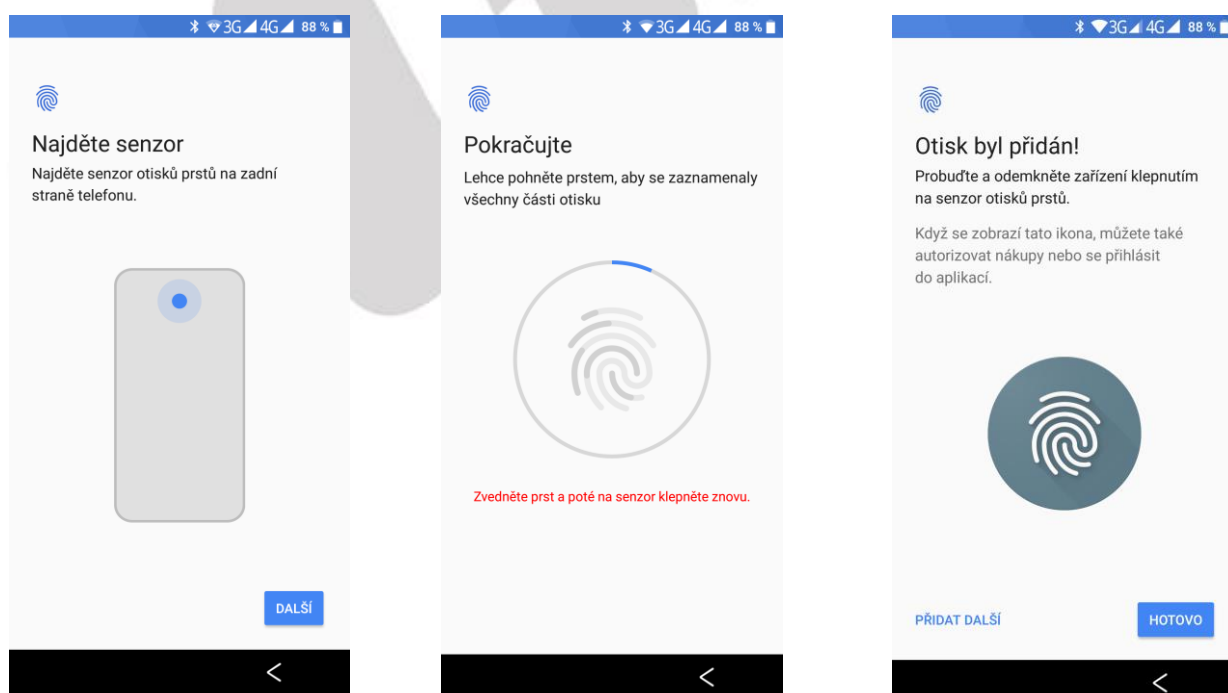 3G 4G 88 %
Najděte senzor
Najděte senzor otisků prstů na zadní
straně telefonu.
DALŠÍ
3G 4G 88 %
Pokračujte
Lehce pohněte prstem, aby se zaznamenaly
všechny části otisku
Zvedněte prst a poté na senzor klepněte znovu.
3G 4G 88 %
Otisk byl přidán!
Probuďte a odemkněte zařízení klepnutím
na senzor otisků prstů.
Když se zobrazí tato ikona, můžete také
autorizovat nákupy nebo se přihlásit
do aplikací.
PŘIDAT DALŠÍ
HOTOVO